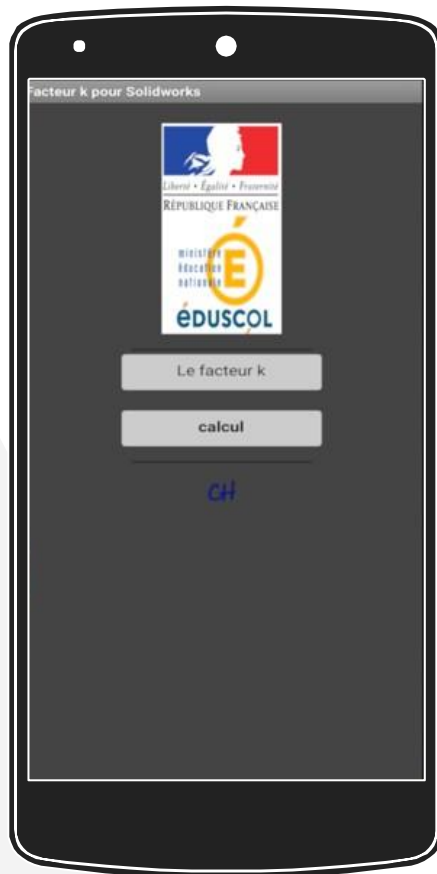 Facteur k pour Solidworks
Liberté • Égalité • Fraternité
RÉPUBLIQUE FRANÇAISE
ministère
éducation
nationale
É
éDUSCOL
Le facteur k
calcul
CH